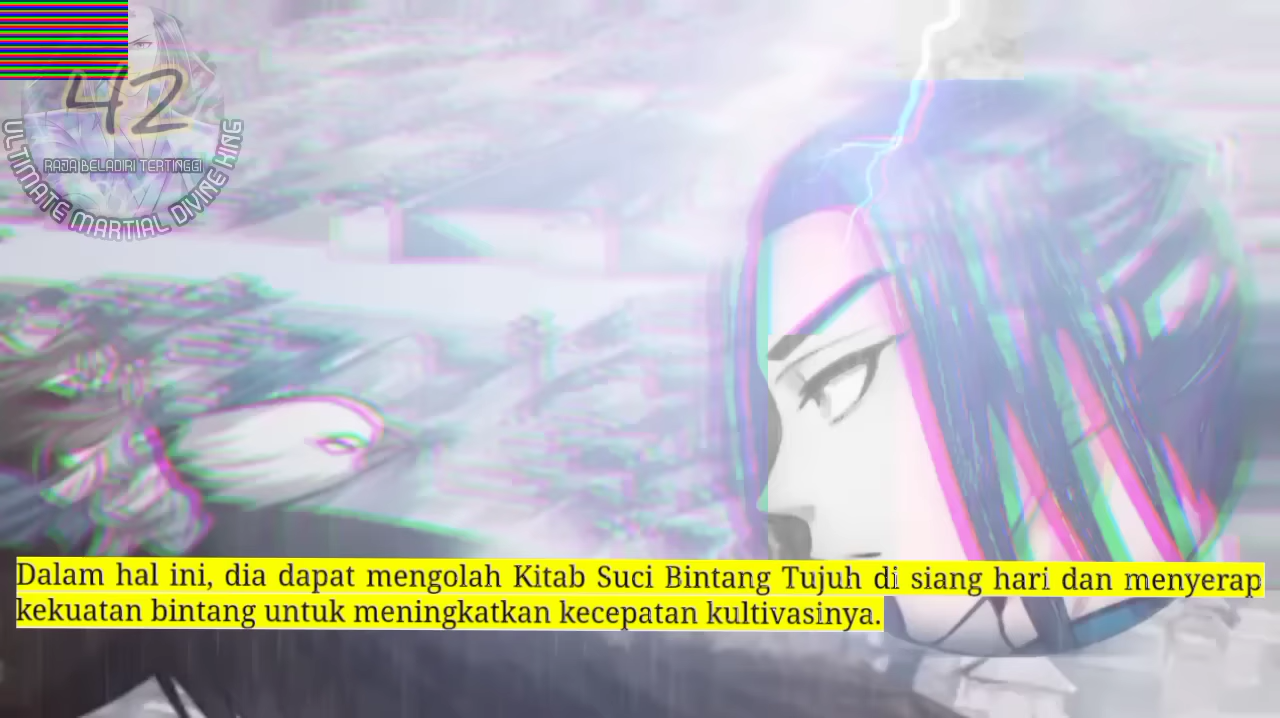 42
RAJA BELADIRI TERTINGGI
ULTIMATE MARTIAL DIVINE KING
Dalam hal ini, dia dapat mengolah Kitab Suci Bintang Tujuh di siang hari dan menyerap
kekuatan bintang untuk meningkatkan kecepatan kultivasinya.